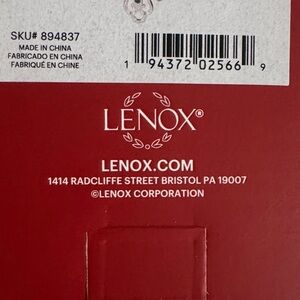 SKU# 894837
MADE IN CHINA
FABRICADO EN CHINA
FABRIQUÉ EN CHINE
1 94372 02566 9
LENOX®
LENOX.COM
1414 RADCLIFFE STREET BRISTOL PA 19007
©LENOX CORPORATION